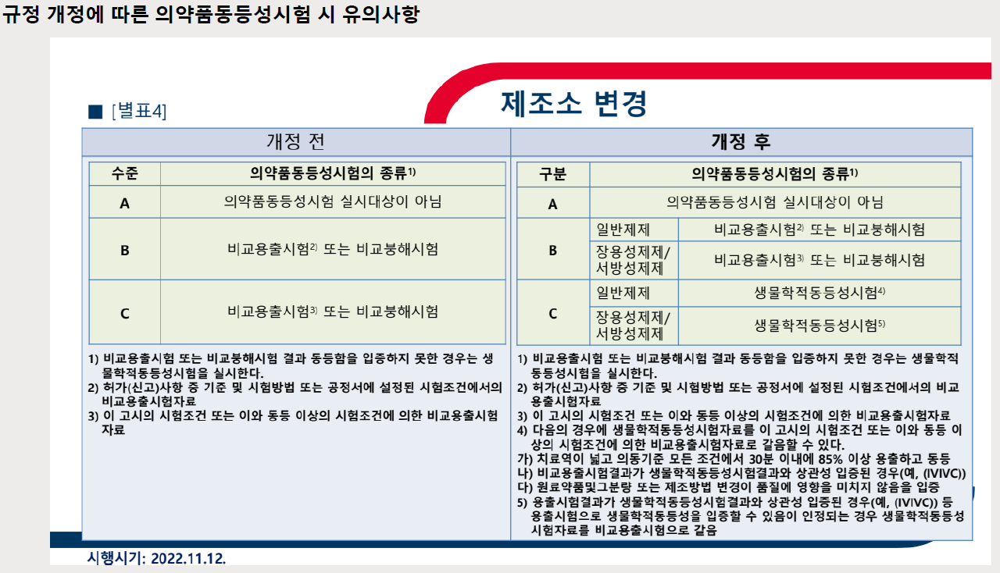 규정 개정에 따른 의약품동등성시험 시 유의사항
■ [별표4]
제조소 변경
개정 전
수준 의약품동등성시험의 종류1)
A 의약품동등성시험 실시대상이 아님
B 비교용출시험2) 또는 비교붕해시험
C 비교용출시험3) 또는 비교붕해시험
1) 비교용출시험 또는 비교붕해시험 결과 동등함을 입증하지 못한 경우는 생
물학적동등성시험을 실시한다.
2) 허가(신고)사항 중 기준 및 시험방법 또는 공정서에 설정된 시험조건에서의
비교용출시험자료
3) 이 고시의 시험조건 또는 이와 동등 이상의 시험조건에 의한 비교용출시험
자료
개정 후
구분 의약품동등성시험의 종류1)
A 의약품동등성시험 실시대상이 아님
B
일반제제 비교용출시험2) 또는 비교붕해시험
장용성제제/
서방성제제
비교용출시험3) 또는 비교붕해시험
C
일반제제 생물학적동등성시험4)
장용성제제/
서방성제제
생물학적동등성시험5)
1) 비교용출시험 또는 비교붕해시험 결과 동등함을 입증하지 못한 경우는 생물학적
동등성시험을 실시한다.
2) 허가(신고)사항 중 기준 및 시험방법 또는 공정서에 설정된 시험조건에서의 비교
용출시험자료
3) 이 고시의 시험조건 또는 이와 동등 이상의 시험조건에 의한 비교용출시험자료
4) 다음의 경우에 생물학적동등성시험자료를 이 고시의 시험조건 또는 이와 동등 이
상의 시험조건에 의한 비교용출시험자료로 갈음할 수 있다.
가) 치료역이 넓고 의동기준 모든 조건에서 30분 이내에 85% 이상 용출하고 동등
나) 비교용출시험결과가 생물학적동등성시험결과와 상관성 입증된 경우(예, (IVIVC))
다) 원료약품및그분량 또는 제조방법 변경이 품질에 영향을 미치지 않음을 입증
5) 용출시험결과가 생물학적동등성시험결과와 상관성 입증된 경우(예, (IVIVC)) 등
용출시험으로 생물학적동등성을 입증할 수 있음이 인정되는 경우 생물학적동등성
시험자료를 비교용출시험으로 갈음
시행시기: 2022.11.12.